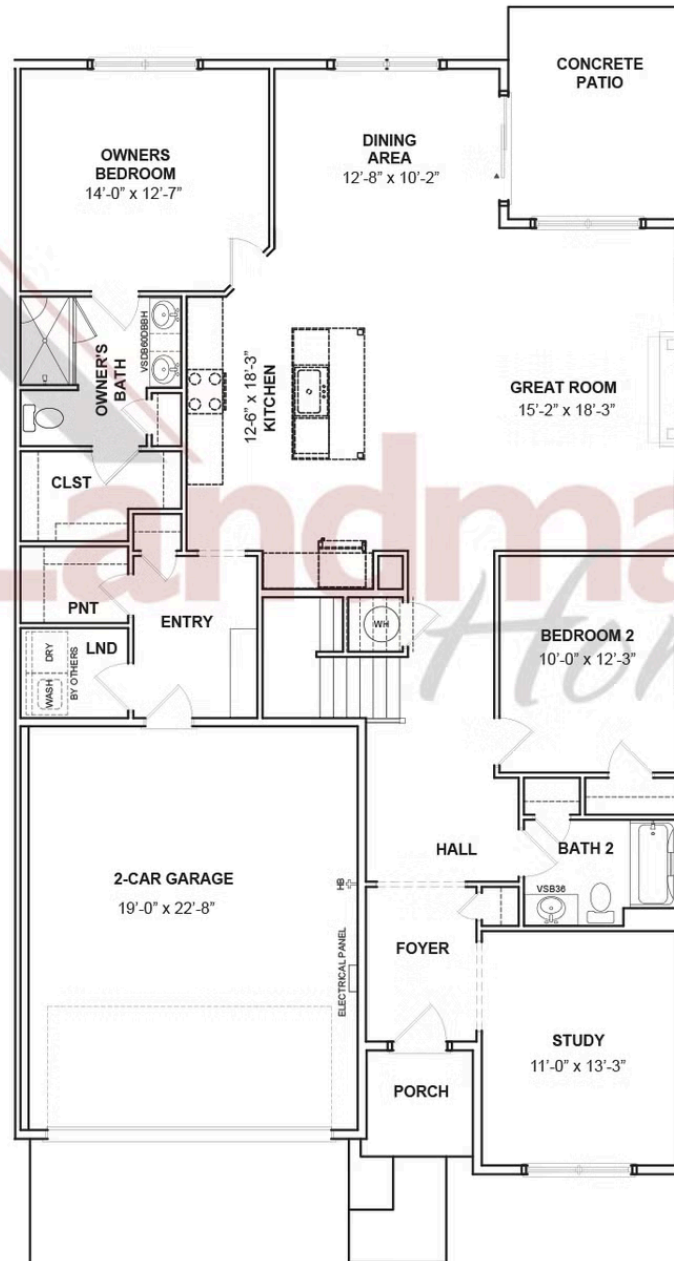 CONCRETE
PATIO
OWNERS
BEDROOM
14'-0" x 12'-7"
DINING
AREA
12'-8" x 10'-2"
VSDB60DBBH
OWNER'S
BATH
12'-6" x 18'-3"
KITCHEN
GREAT ROOM
15'-2" x 18'-3"
CLST
Landma
Hom
PNT
ENTRY
WH
BEDROOM 2
10'-0" x 12'-3"
LND
DRY
WASH
BY OTHERS
2-CAR GARAGE
19'-0" x 22'-8"
HB
ELECTRICAL PANEL
HALL
BATH 2
VSB36
FOYER
STUDY
11'-0" x 13'-3"
PORCH